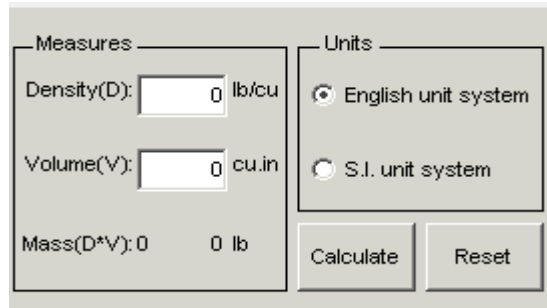 Measures
Density(D): 0 lb/cu
Volume(V): 0 cu.in
Mass(D*V): 0 0 lb
Units
English unit system
S.I. unit system
Calculate Reset